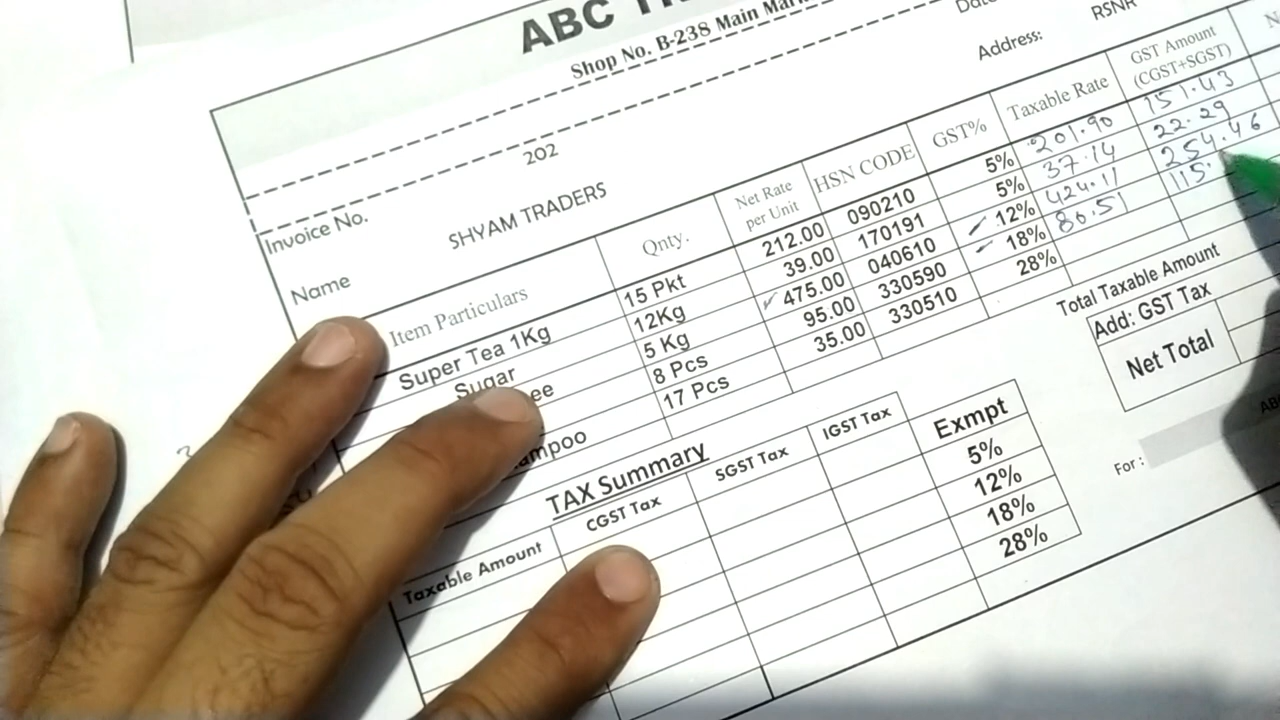 ABC
Shop No. B-238 Main
Address:
RSNR
Invoice No.
202
Name
SHYAM TRADERS
Item Particulars Qnty. Net Rate per Unit HSN CODE GST% Taxable Rate GST Amount (CGST+SGST)
Super Tea 1Kg 15 Pkt 212.00 090210 5% 201.90 151.43
Sugar 12Kg 39.00 170191 5% 37.14 22.29
ee 5 Kg 475.00 040610 12% 424.11 254.46
8 Pcs 95.00 330590 18% 80.51 115.
ampoo 17 Pcs 35.00 330510 28%
Total Taxable Amount
Add: GST Tax
Net Total
For :
TAX Summary
Taxable Amount CGST Tax SGST Tax IGST Tax Exmpt
5%
12%
18%
28%